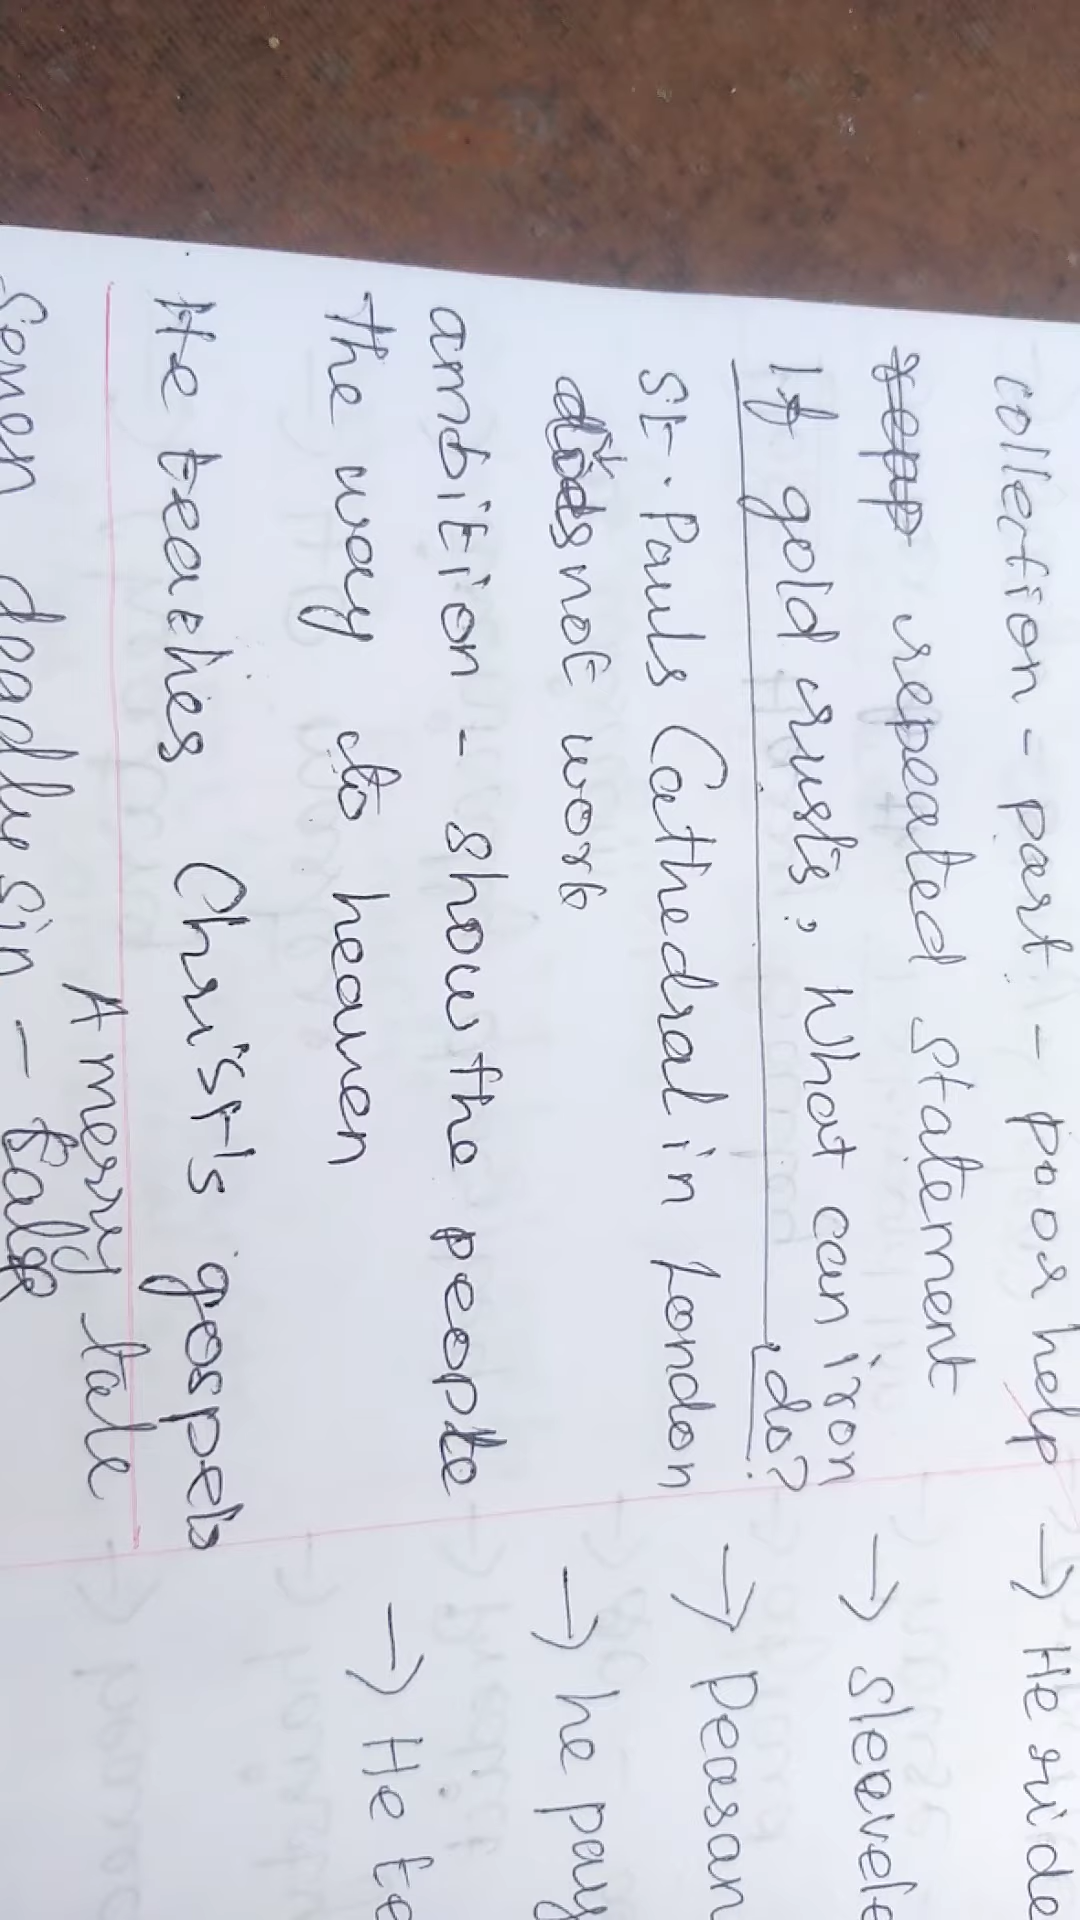 collection - part - poor help
repeated statement
If gold rusts, what can iron
do?
St. Pauls Cathedral in London
does not work
ambition - show the people
the way to heaven
He teaches Christ's gospels
A merry tale
deadly sin -
→ He ride
→ sleevele
→ Peasan
→ he pay
→ He te